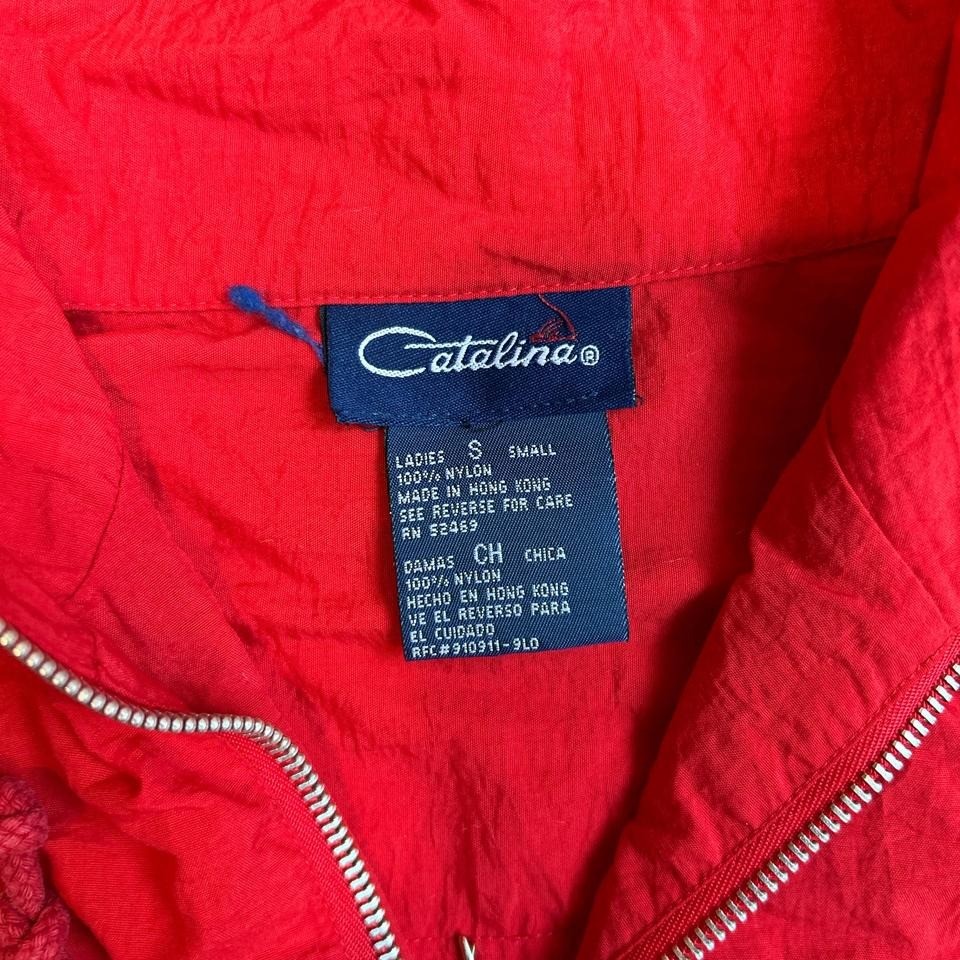 Catalina®
LADIES S SMALL
100% NYLON
MADE IN HONG KONG
SEE REVERSE FOR CARE
RN 52469
DAMAS CH CHICA
100% NYLON
HECHO EN HONG KONG
VE EL REVERSO PARA
EL CUIDADO
RFC#910911-9L0